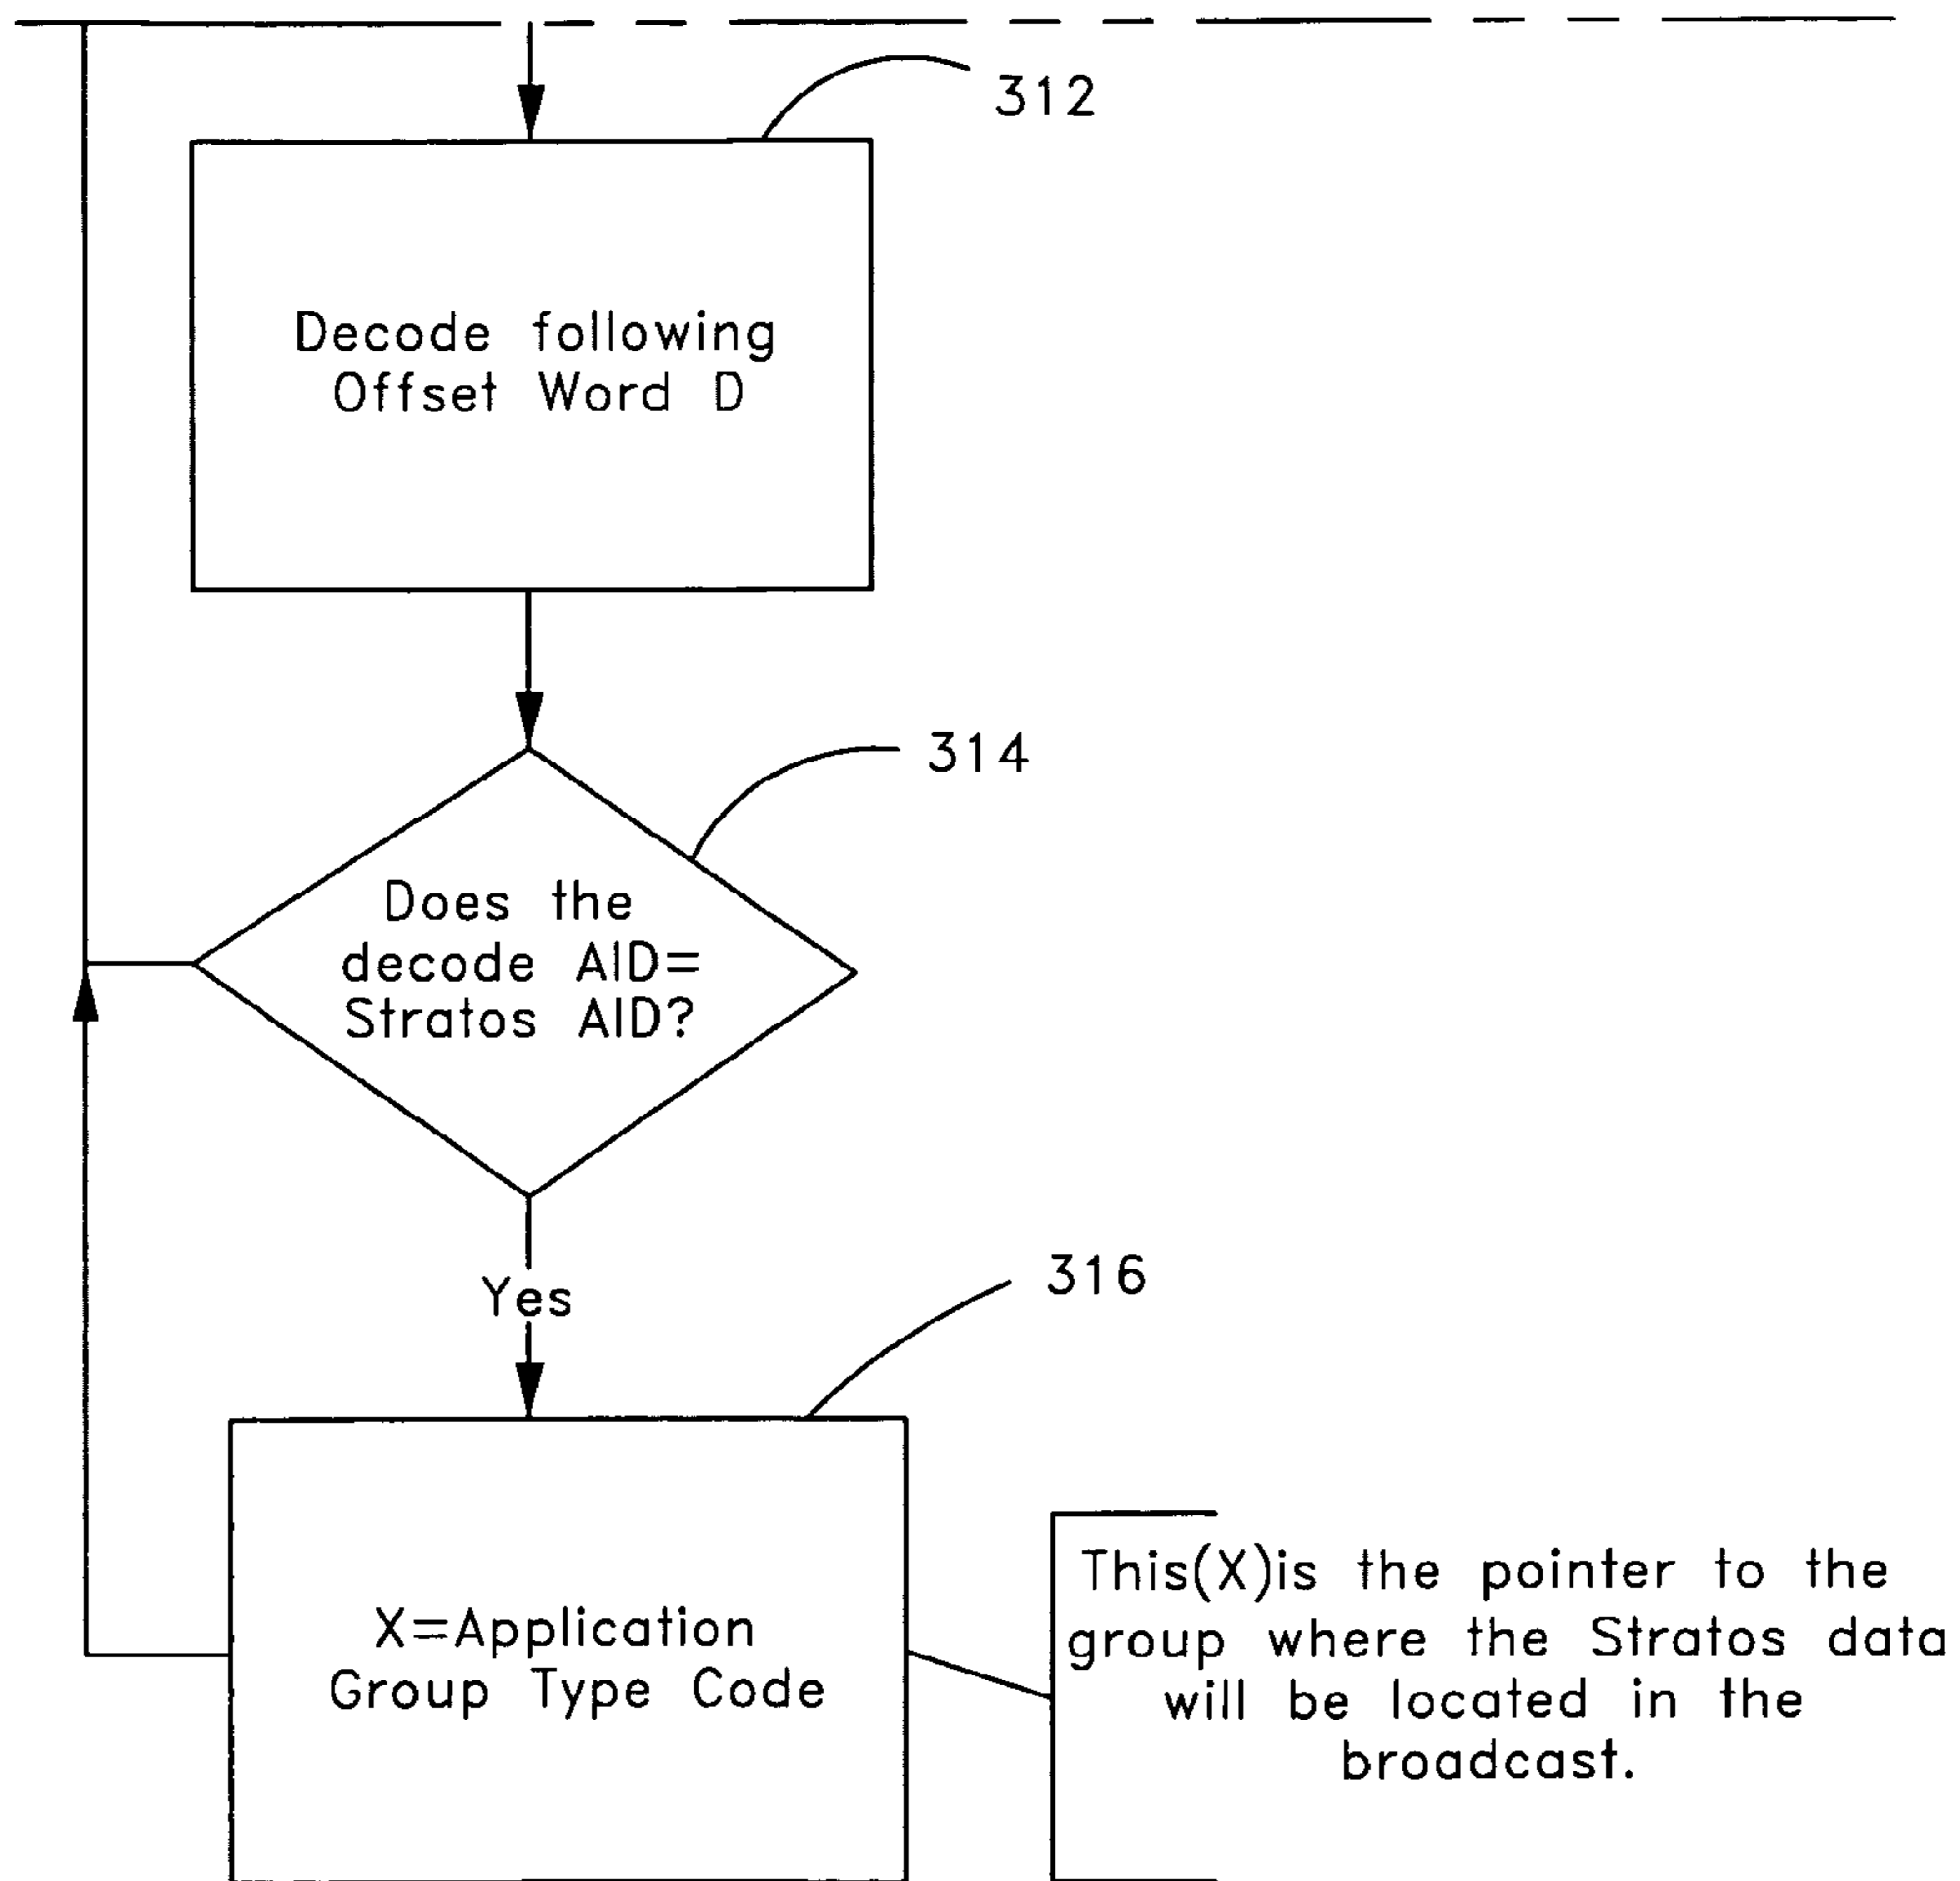 312
Decode following
Offset Word D
314
Does the
decode AID=
Stratos AID?
Yes
316
X=Application
Group Type Code
This(X)is the pointer to the
group where the Stratos data
will be located in the
broadcast.